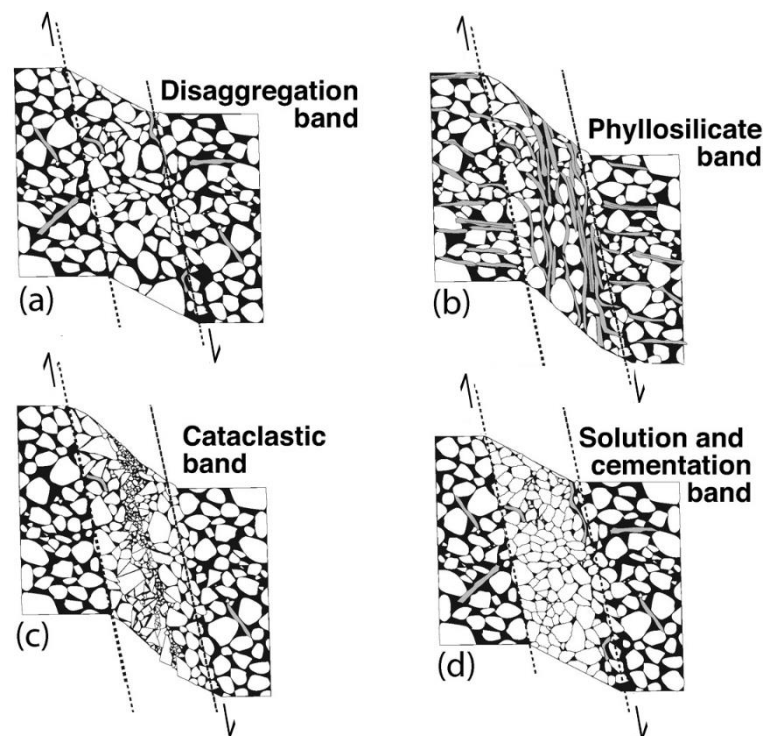 Disaggregation
band
(a)
Phyllosilicate
band
(b)
Cataclastic
band
(c)
Solution and
cementation
band
(d)